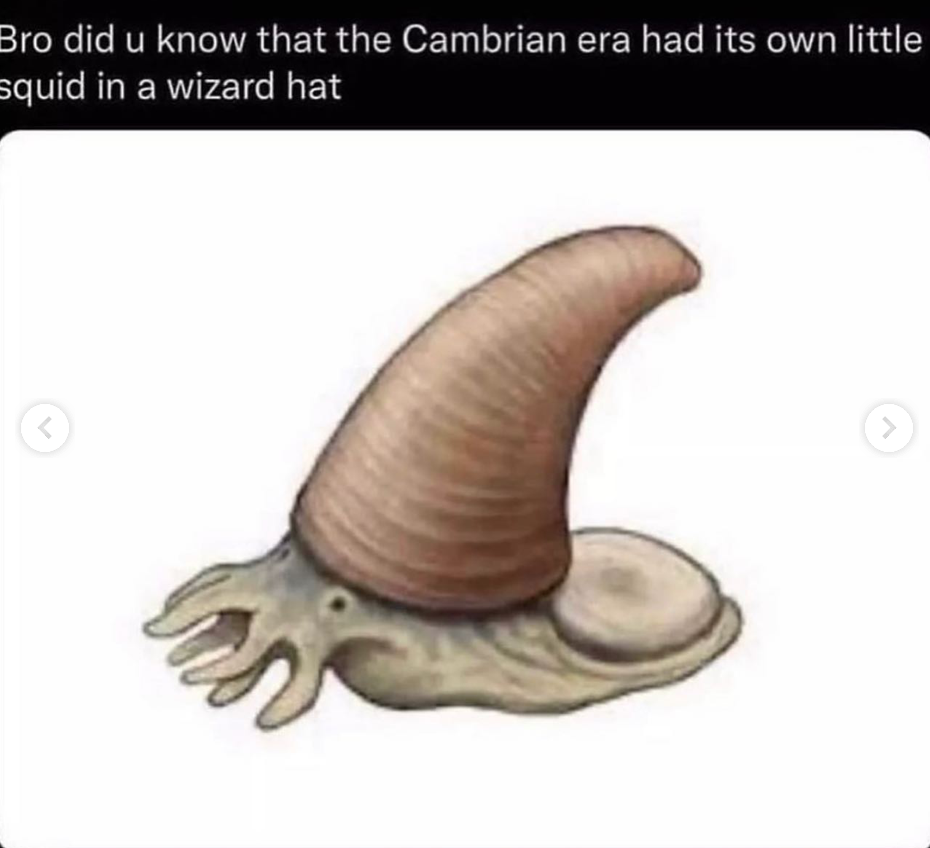 Bro did u know that the Cambrian era had its own little
squid in a wizard hat